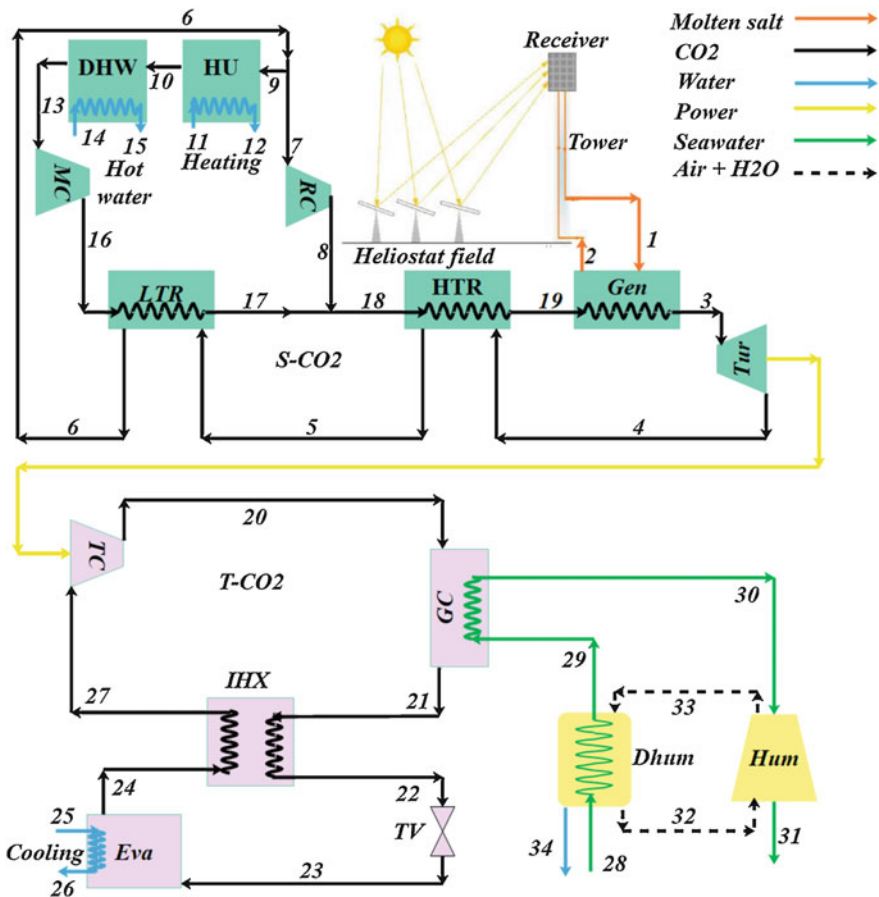 6
Receiver
Molten salt
CO2
Water
Power
Seawater
Air + H2O
DHW
HU
10
9
13
14
15
11
12
7
Hot
water
Heating
Tower
MC
RC
16
8
Heliostat field
2
1
LTR
17
18
HTR
19
Gen
3
S-CO2
Tur
6
5
4
TC
20
T-CO2
GC
30
29
27
IHX
21
33
Dhum
Hum
24
22
25
Cooling
26
Eva
TV
23
32
34
28
31